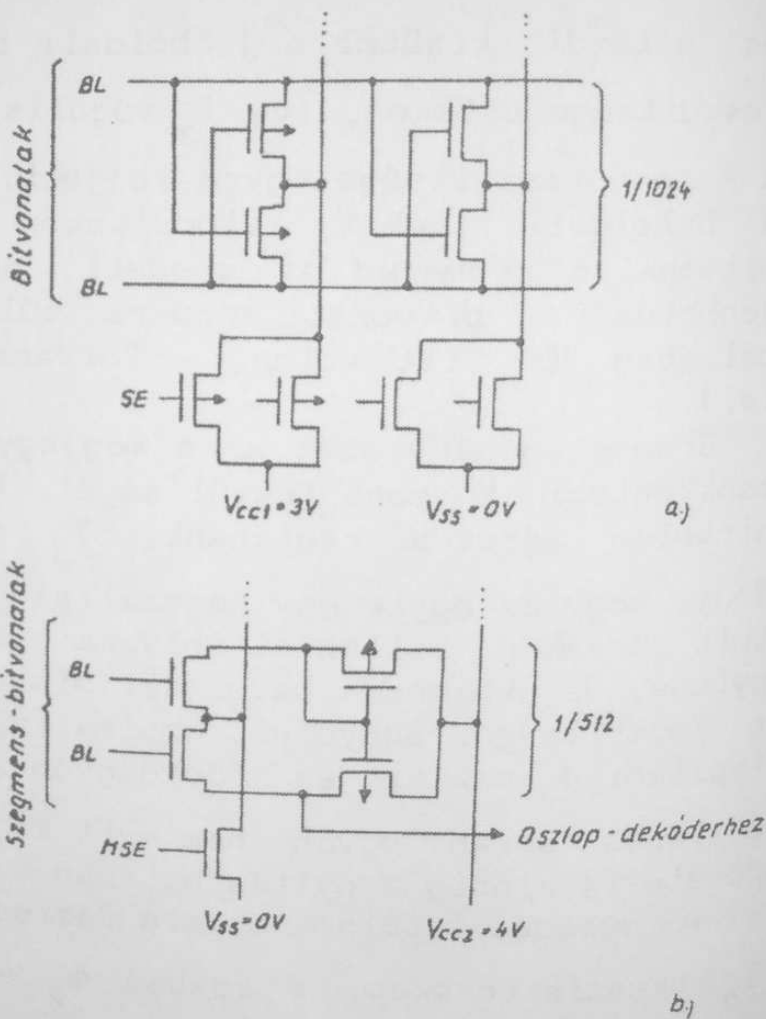 Bitvonalak
BL
BL
1/1024
SE
VCC1 = 3V
VSS = 0V
a.)
Szegmens - bitvonalak
BL
BL
1/512
MSE
Oszlop - dekóderhez
VSS = 0V
VCC2 = 4V
b.)